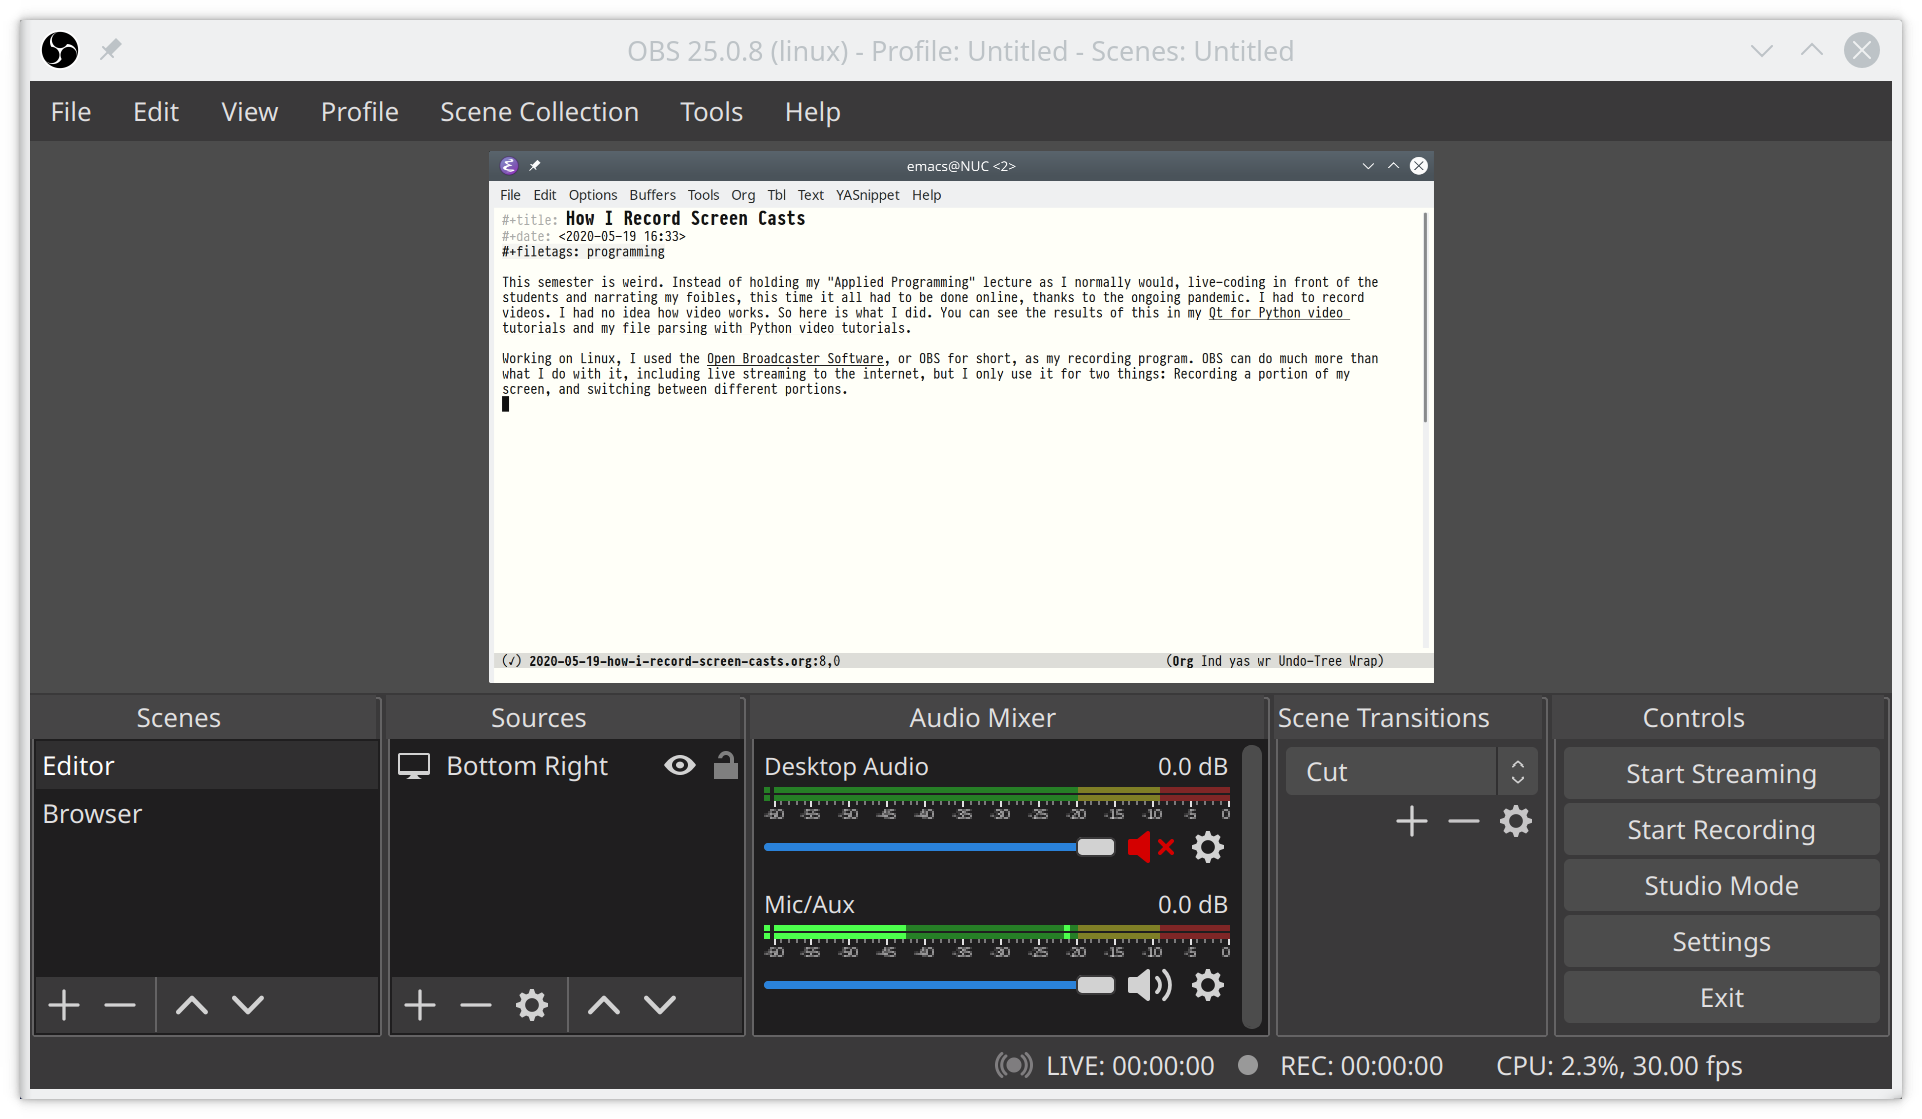 OBS 25.0.8 (linux) - Profile: Untitled - Scenes: Untitled
File Edit View Profile Scene Collection Tools Help
emacs@NUC <2>
File Edit Options Buffers Tools Org Tbl Text YASnippet Help
#+title: How I Record Screen Casts
#+date: <2020-05-19 16:33>
#+filetags: programming
This semester is weird. Instead of holding my "Applied Programming" lecture as I normally would, live-coding in front of the
students and narrating my foibles, this time it all had to be done online, thanks to the ongoing pandemic. I had to record
videos. I had no idea how video works. So here is what I did. You can see the results of this in my Qt for Python video
tutorials and my file parsing with Python video tutorials.
Working on Linux, I used the Open Broadcaster Software, or OBS for short, as my recording program. OBS can do much more than
what I do with it, including live streaming to the internet, but I only use it for two things: Recording a portion of my
screen, and switching between different portions.
(✓) 2020-05-19-how-i-record-screen-casts.org:8,0 (Org Ind yas wr Undo-Tree Wrap)
Scenes
Editor
Browser
Sources
Bottom Right
Audio Mixer
Desktop Audio 0.0 dB
-60 -55 -50 -45 -40 -35 -30 -25 -20 -15 -10 -5 0
Mic/Aux 0.0 dB
-60 -55 -50 -45 -40 -35 -30 -25 -20 -15 -10 -5 0
Scene Transitions
Cut
Controls
Start Streaming
Start Recording
Studio Mode
Settings
Exit
LIVE: 00:00:00 REC: 00:00:00 CPU: 2.3%, 30.00 fps